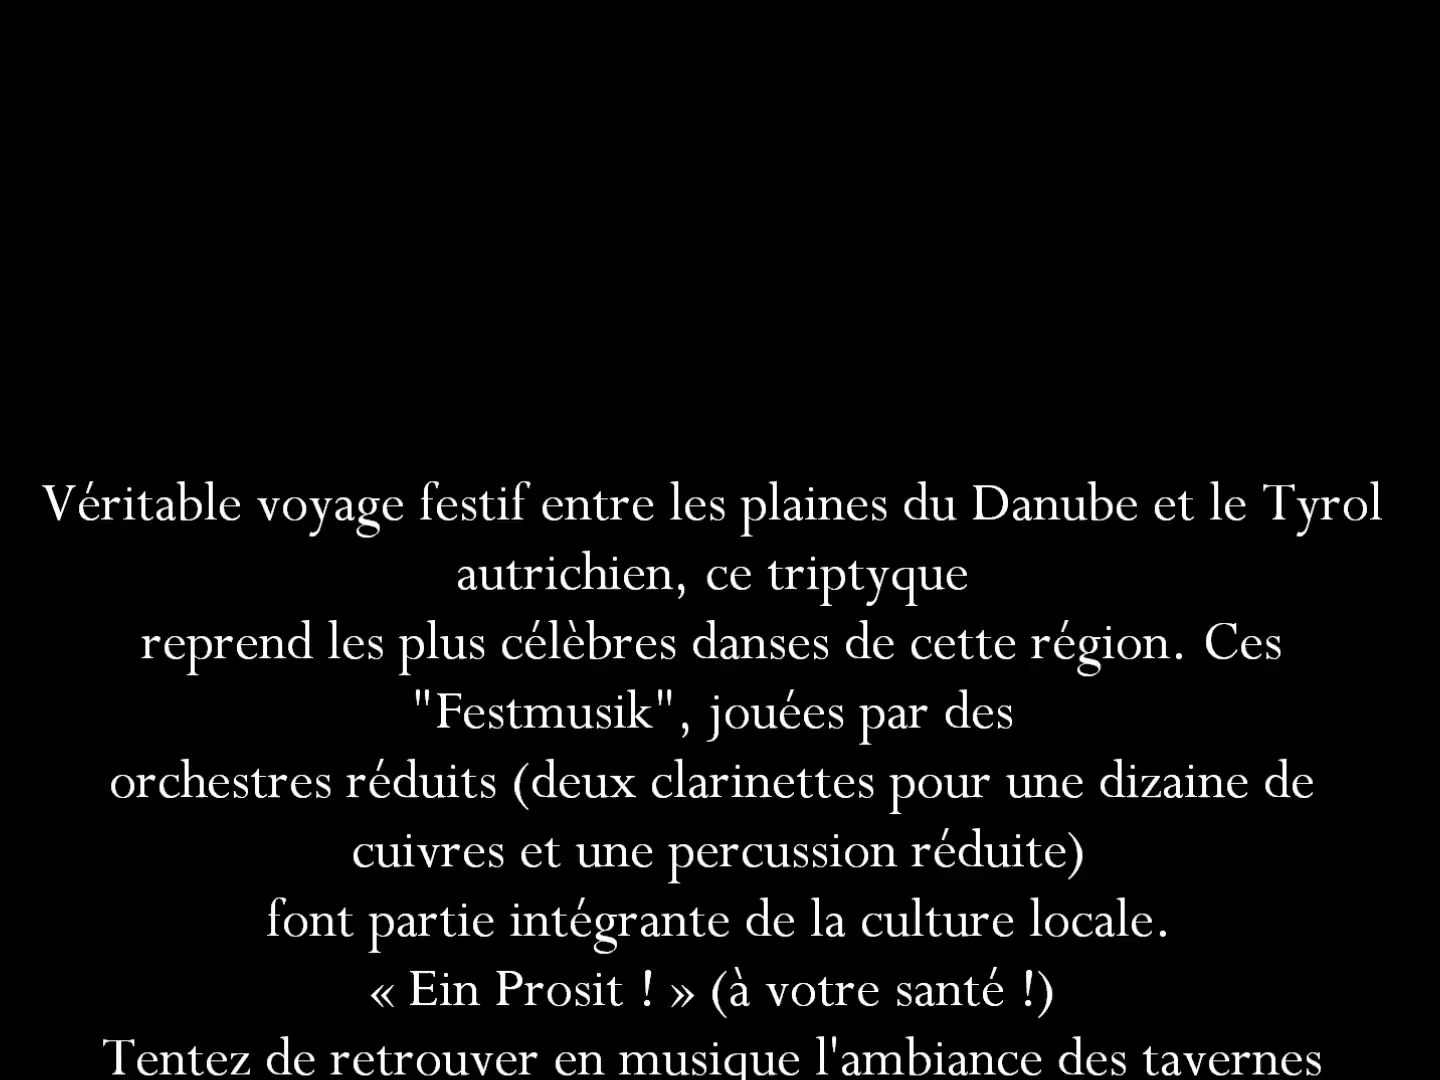 Véritable voyage festif entre les plaines du Danube et le Tyrol
autrichien, ce triptyque
reprend les plus célèbres danses de cette région. Ces
"Festmusik", jouées par des
orchestres réduits (deux clarinettes pour une dizaine de
cuivres et une percussion réduite)
font partie intégrante de la culture locale.
« Ein Prosit ! » (à votre santé !)
Tentez de retrouver en musique l'ambiance des tavernes